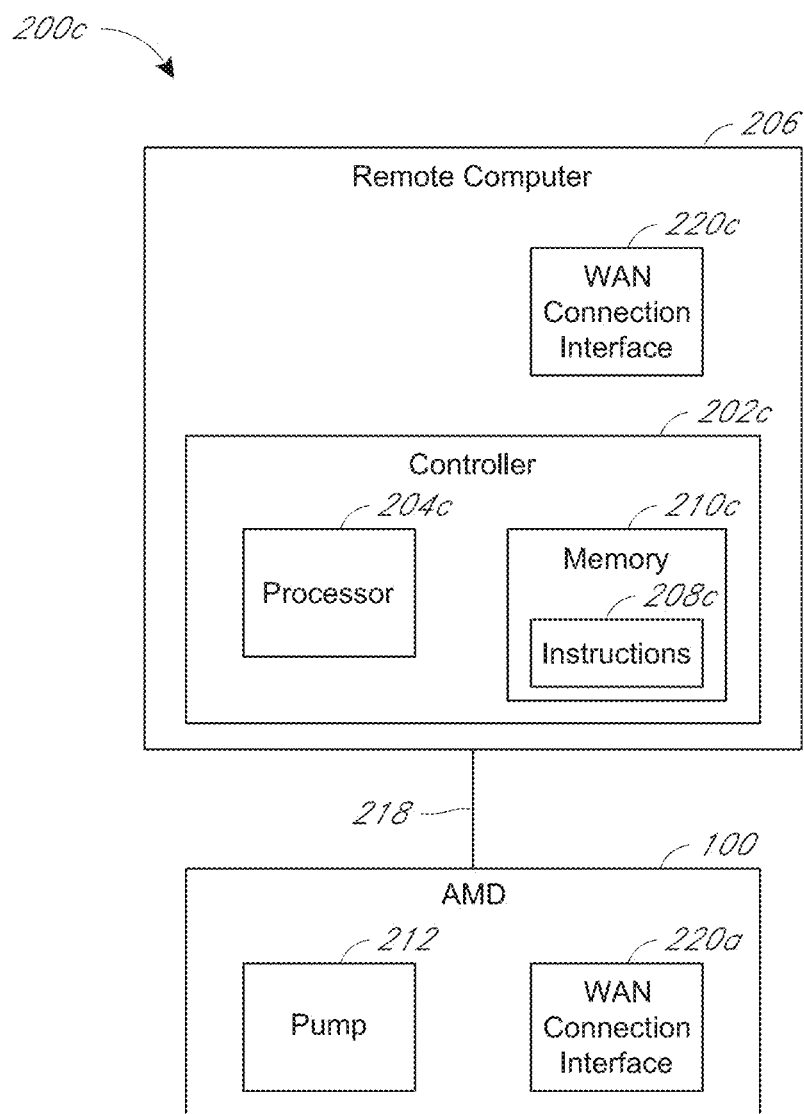 200c
206
Remote Computer
220c
WAN
Connection
Interface
202c
Controller
204c
210c
Processor
Memory
208c
Instructions
218
100
AMD
212
220a
Pump
WAN
Connection
Interface